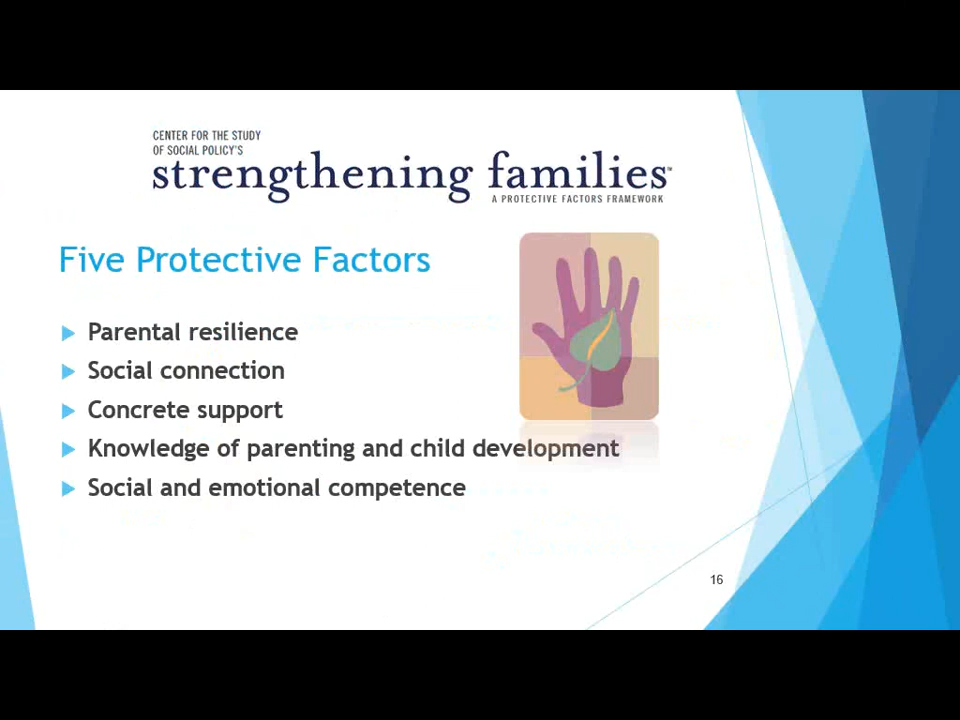 CENTER FOR THE STUDY
OF SOCIAL POLICY'S
strengthening families™
A PROTECTIVE FACTORS FRAMEWORK
Five Protective Factors
Parental resilience
Social connection
Concrete support
Knowledge of parenting and child development
Social and emotional competence
16